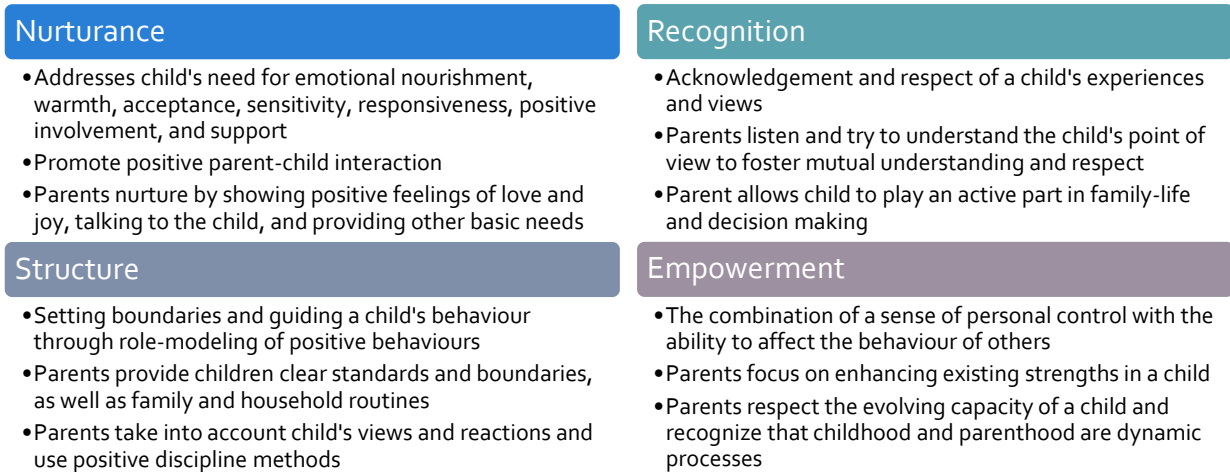 Nurturance
•Addresses child's need for emotional nourishment,
warmth, acceptance, sensitivity, responsiveness, positive
involvement, and support
•Promote positive parent-child interaction
•Parents nurture by showing positive feelings of love and
joy, talking to the child, and providing other basic needs
Recognition
•Acknowledgement and respect of a child's experiences
and views
•Parents listen and try to understand the child's point of
view to foster mutual understanding and respect
•Parent allows child to play an active part in family-life
and decision making
Structure
•Setting boundaries and guiding a child's behaviour
through role-modeling of positive behaviours
•Parents provide children clear standards and boundaries,
as well as family and household routines
•Parents take into account child's views and reactions and
use positive discipline methods
Empowerment
•The combination of a sense of personal control with the
ability to affect the behaviour of others
•Parents focus on enhancing existing strengths in a child
•Parents respect the evolving capacity of a child and
recognize that childhood and parenthood are dynamic
processes